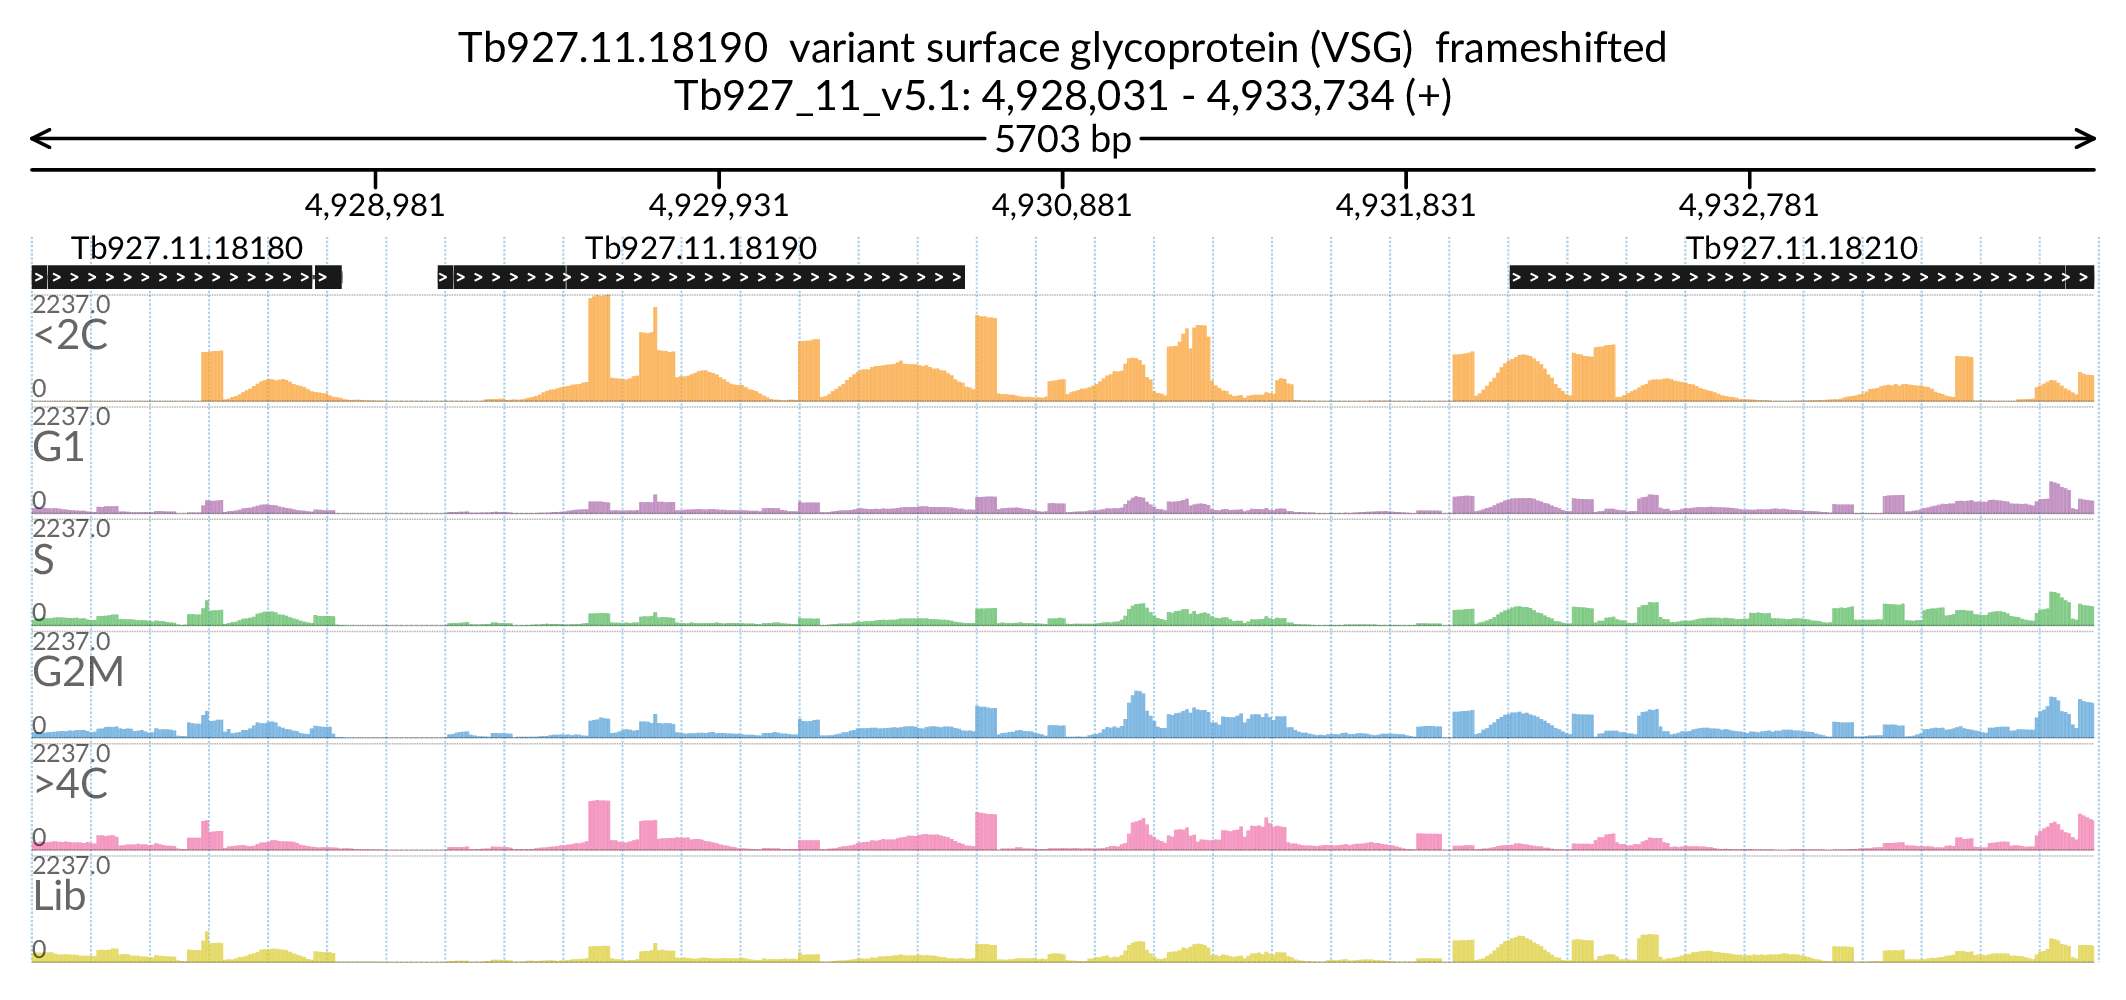 Tb927.11.18190  variant surface glycoprotein (VSG)  frameshifted
Tb927_11_v5.1: 4,928,031 - 4,933,734 (+)
5703 bp
4,928,981 4,929,931 4,930,881 4,931,831 4,932,781
Tb927.11.18180 Tb927.11.18190 Tb927.11.18210
2237.0
<2C
0
2237.0
G1
0
2237.0
S
0
2237.0
G2M
0
2237.0
>4C
0
2237.0
Lib
0